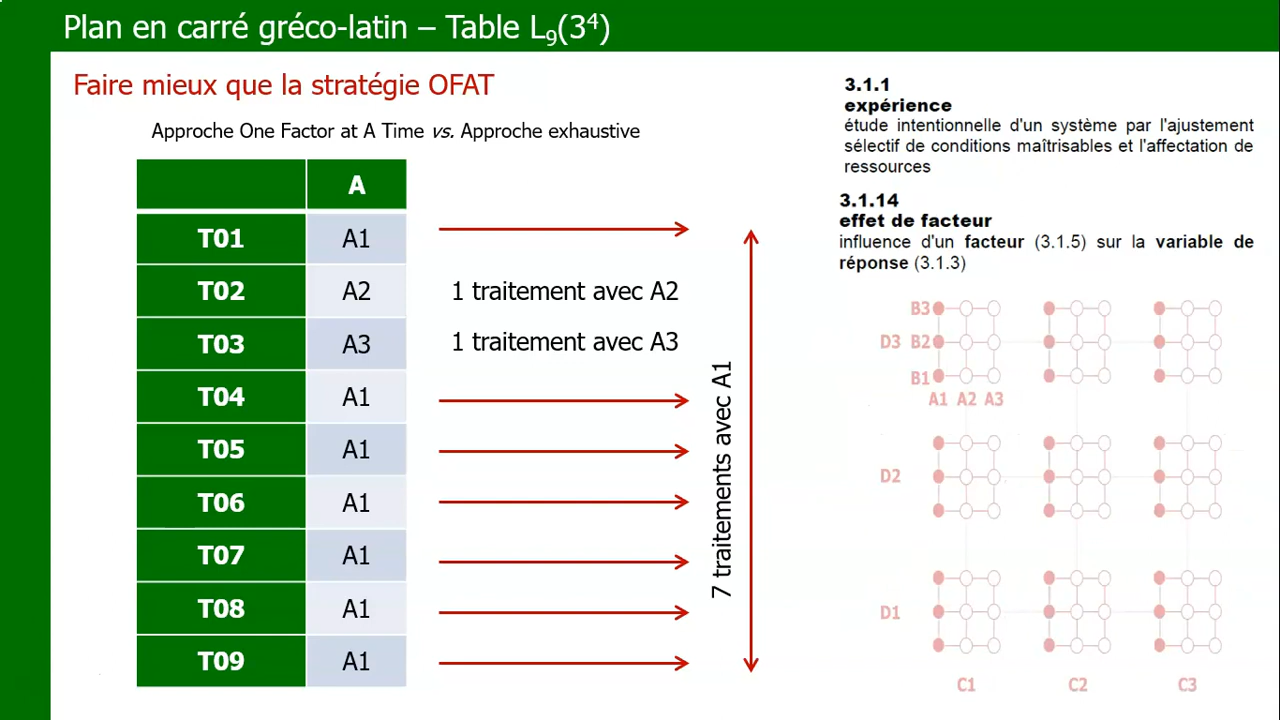 Plan en carré gréco-latin – Table L₉(3⁴)
Faire mieux que la stratégie OFAT
Approche One Factor at A Time vs. Approche exhaustive
A
T01 A1
T02 A2 1 traitement avec A2
T03 A3 1 traitement avec A3
T04 A1
T05 A1
T06 A1
T07 A1
T08 A1
T09 A1
7 traitements avec A1
3.1.1
expérience
étude intentionnelle d'un système par l'ajustement
sélectif de conditions maîtrisables et l'affectation de
ressources
3.1.14
effet de facteur
influence d'un facteur (3.1.5) sur la variable de
réponse (3.1.3)
B3
D3 B2
B1
A1 A2 A3
D2
D1
C1 C2 C3